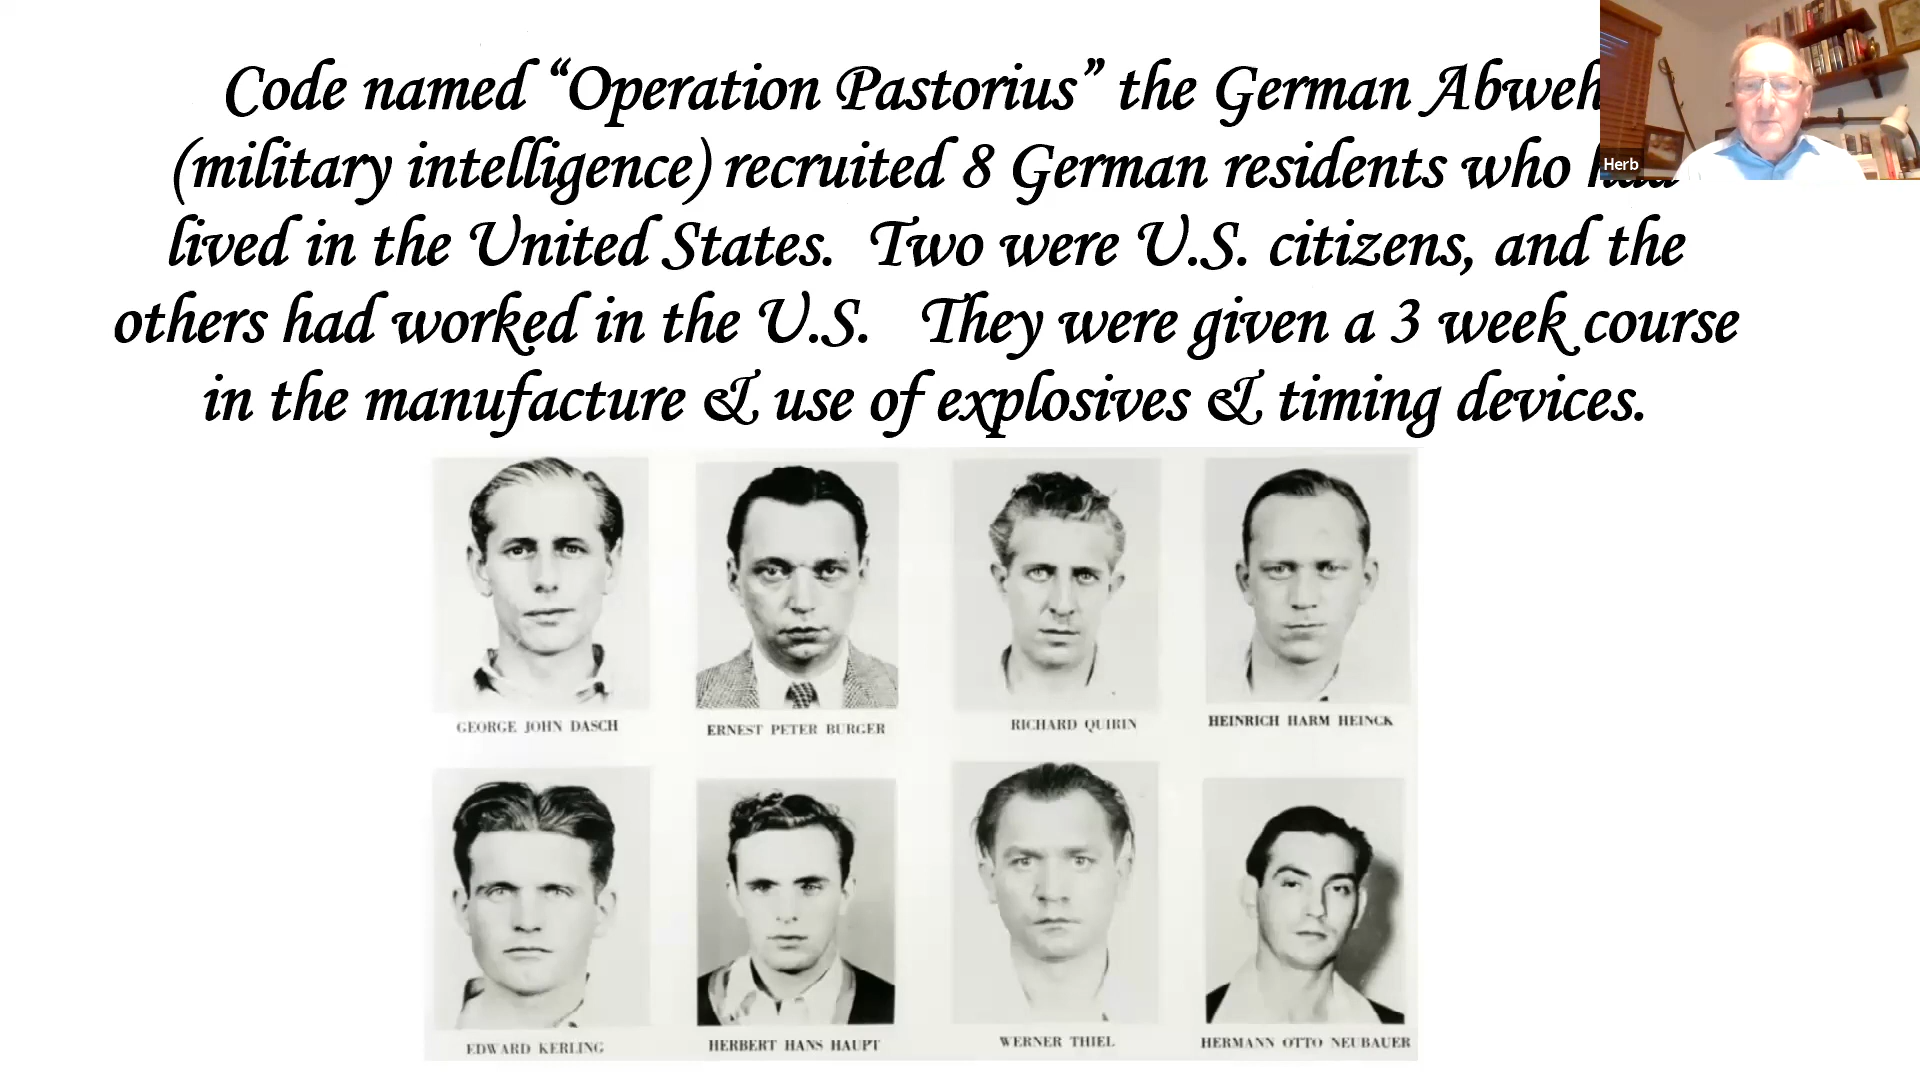 Code named “Operation Pastorius” the German Abweh
(military intelligence) recruited 8 German residents who had
lived in the United States. Two were U.S. citizens, and the
others had worked in the U.S. They were given a 3 week course
in the manufacture & use of explosives & timing devices.
Herb
GEORGE JOHN DASCH
ERNEST PETER BURGER
RICHARD QUIRIN
HEINRICH HARM HEINCK
EDWARD KERLING
HERBERT HANS HAUPT
WERNER THIEL
HERMANN OTTO NEUBAUER